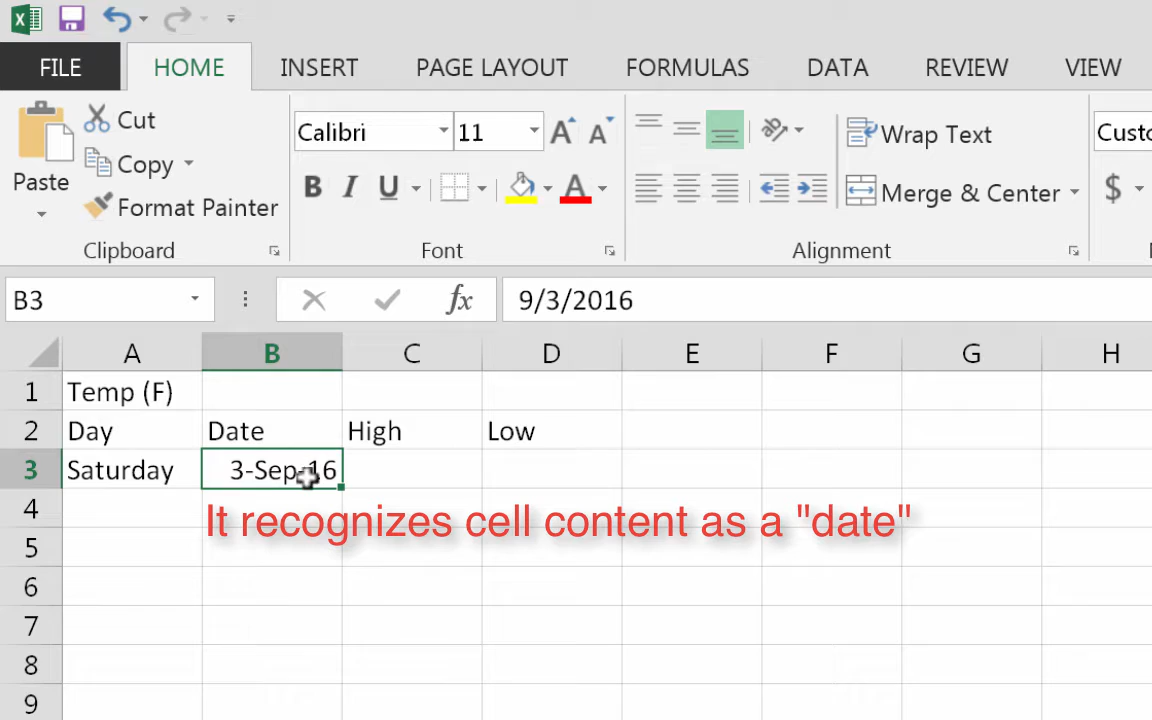 FILE HOME INSERT PAGE LAYOUT FORMULAS DATA REVIEW VIEW
Paste
Cut
Copy
Format Painter
Clipboard
Calibri 11 A A
B I U A
Font
Wrap Text
Merge & Center
Alignment
Custo
$
B3 fx 9/3/2016
A B C D E F G H
1 Temp (F)
2 Day Date High Low
3 Saturday 3-Sep-16
4
It recognizes cell content as a "date"
5
6
7
8
9